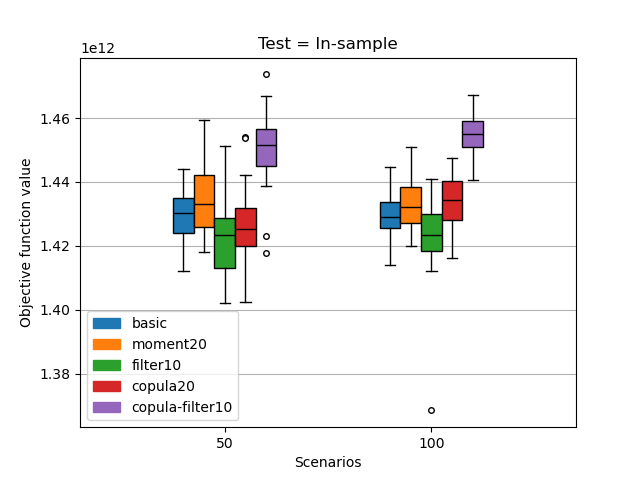 Test = In-sample
1e12
1.46
1.44
1.42
1.40
1.38
Objective function value
basic
moment20
filter10
copula20
copula-filter10
50
100
Scenarios